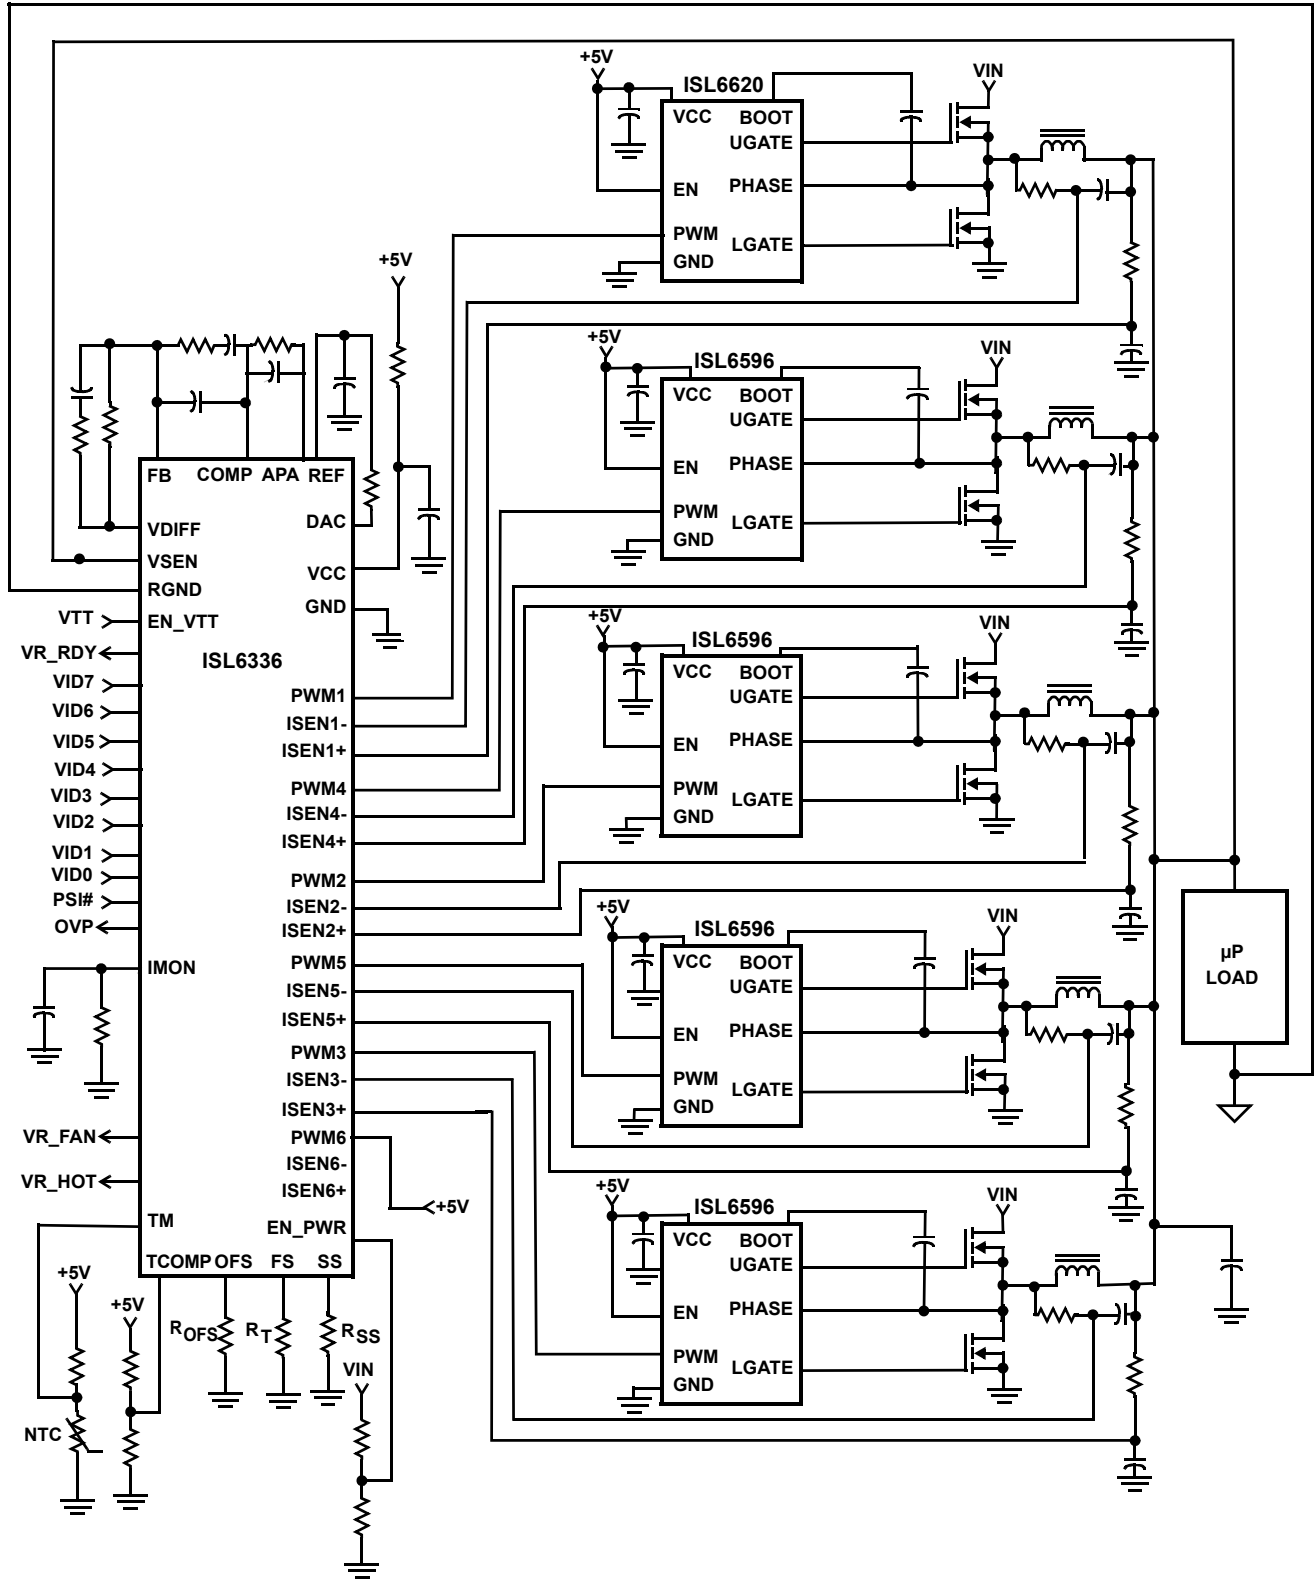 +5V
ISL6620
VIN
VCC
BOOT
UGATE
EN
PHASE
PWM
LGATE
GND
+5V
ISL6596
VIN
VCC
BOOT
UGATE
EN
PHASE
PWM
LGATE
GND
+5V
ISL6596
VIN
VCC
BOOT
UGATE
EN
PHASE
PWM
LGATE
GND
+5V
ISL6596
VIN
VCC
BOOT
UGATE
EN
PHASE
PWM
LGATE
GND
+5V
ISL6596
VIN
VCC
BOOT
UGATE
EN
PHASE
PWM
LGATE
GND
+5V
FB
COMP
APA
REF
VDIFF
DAC
VSEN
VCC
RGND
GND
VTT
EN_VTT
VR_RDY
ISL6336
VID7
VID6
VID5
VID4
VID3
VID2
VID1
VID0
PSI#
OVP
IMON
VR_FAN
VR_HOT
TM
PWM1
ISEN1-
ISEN1+
PWM4
ISEN4-
ISEN4+
PWM2
ISEN2-
ISEN2+
PWM5
ISEN5-
ISEN5+
PWM3
ISEN3-
ISEN3+
PWM6
ISEN6-
ISEN6+
+5V
EN_PWR
TCOMP
OFS
FS
SS
+5V
+5V
ROFS
RT
RSS
VIN
NTC
µP
LOAD